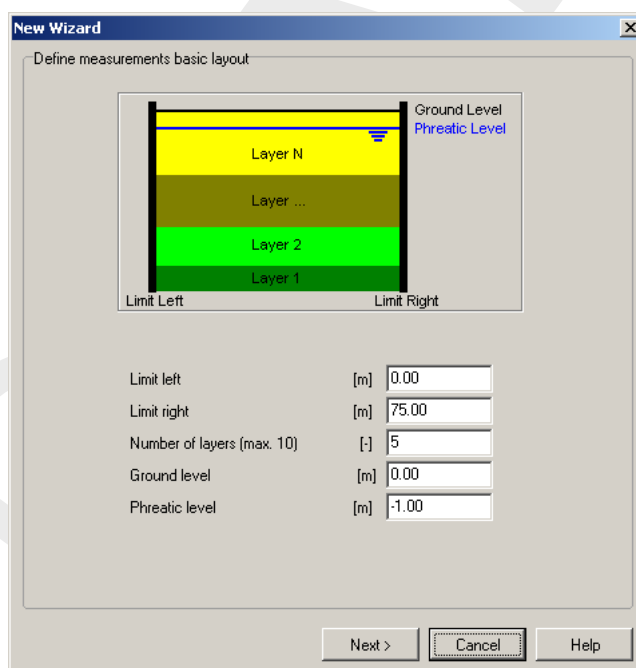 New Wizard
Define measurements basic layout
Ground Level
Phreatic Level
Layer N
Layer ...
Layer 2
Layer 1
Limit Left Limit Right
Limit left [m] 0.00
Limit right [m] 75.00
Number of layers (max. 10) [-] 5
Ground level [m] 0.00
Phreatic level [m] -1.00
Next > Cancel Help